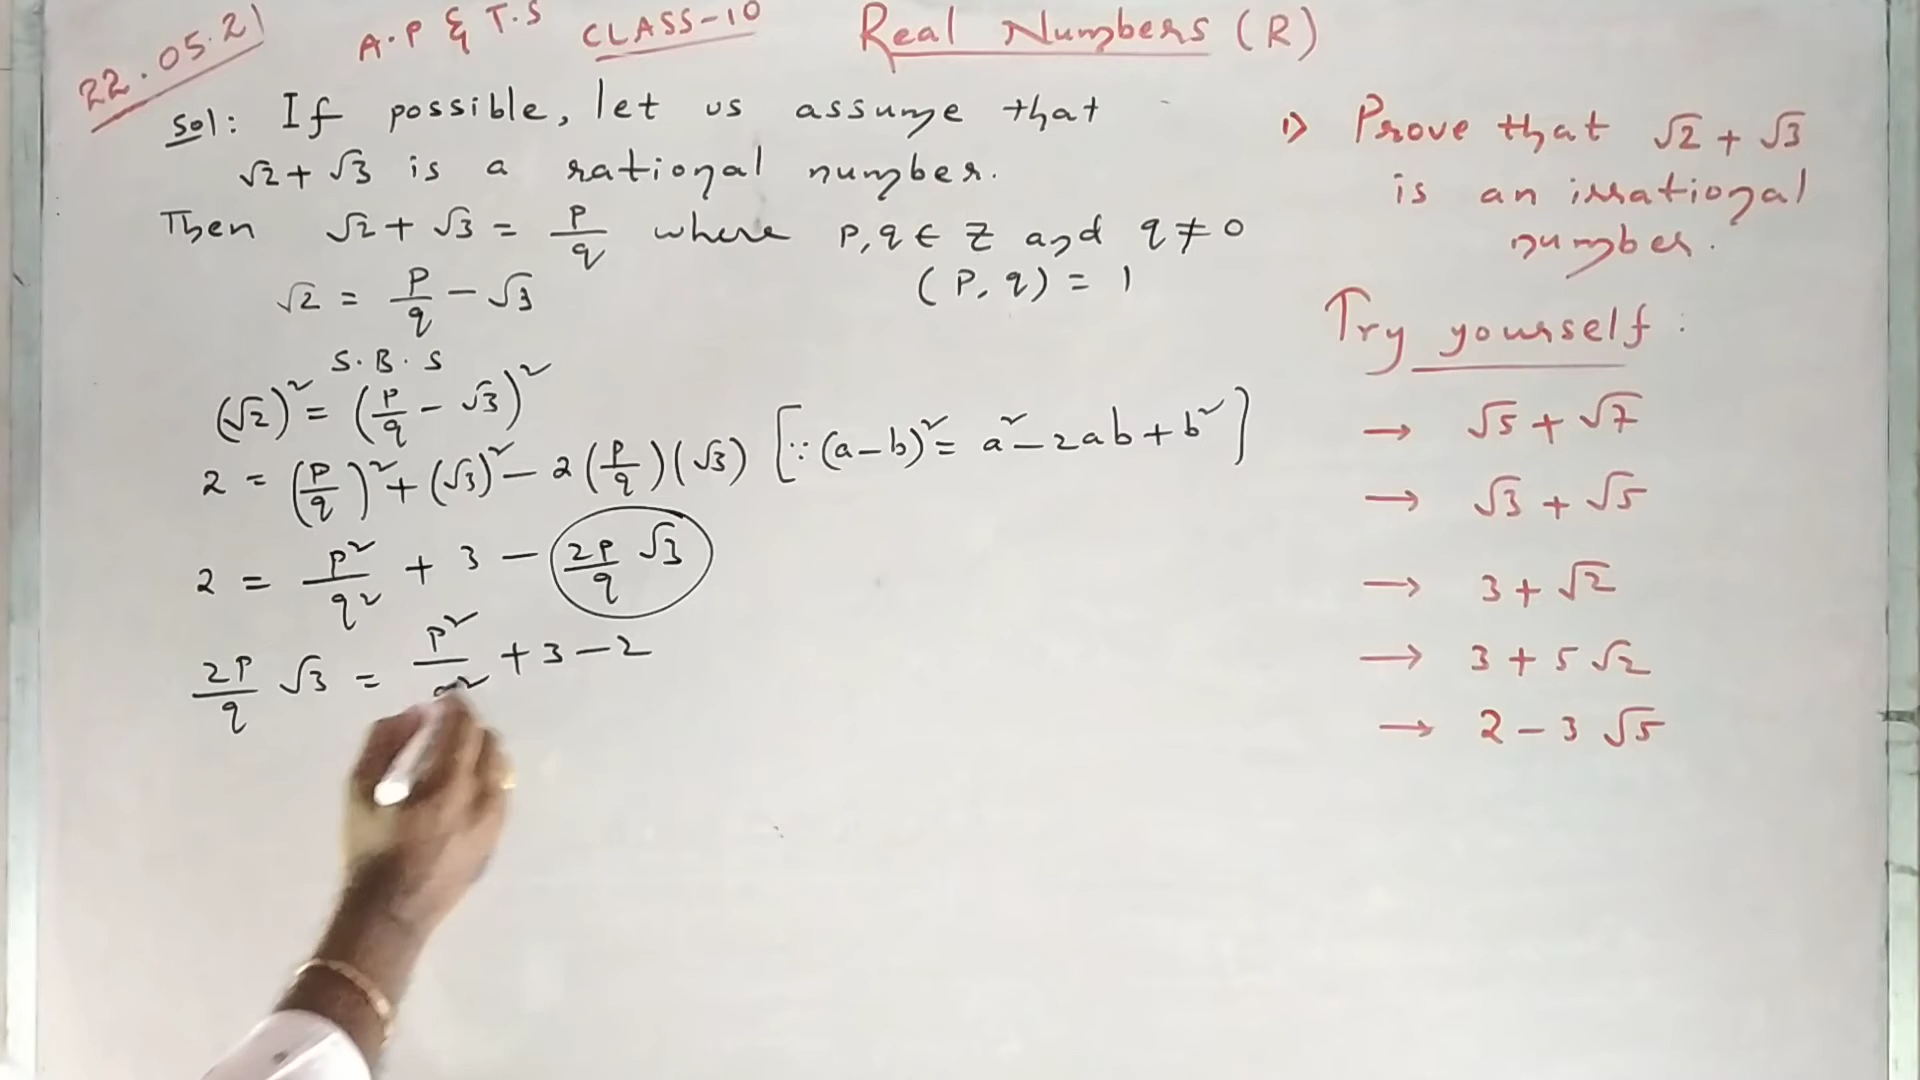 22.05.21
A.P & T.S CLASS-10 Real Numbers (R)
Sol: If possible, let us assume that
√2 + √3 is a rational number.
Then √2 + √3 = p/q where p, q ∈ Z and q ≠ 0
√2 = p/q - √3 (p, q) = 1
S.B.S
(√2)² = (p/q - √3)²
2 = (p/q)² + (√3)² - 2(p/q)(√3) [∵ (a-b)² = a² - 2ab + b²]
2 = p²/q² + 3 - 2p/q √3
2p/q √3 = p²/q² + 3 - 2
1) Prove that √2 + √3
is an irrational
number.
Try yourself:
→ √5 + √7
→ √3 + √5
→ 3 + √2
→ 3 + 5√2
→ 2 - 3√5